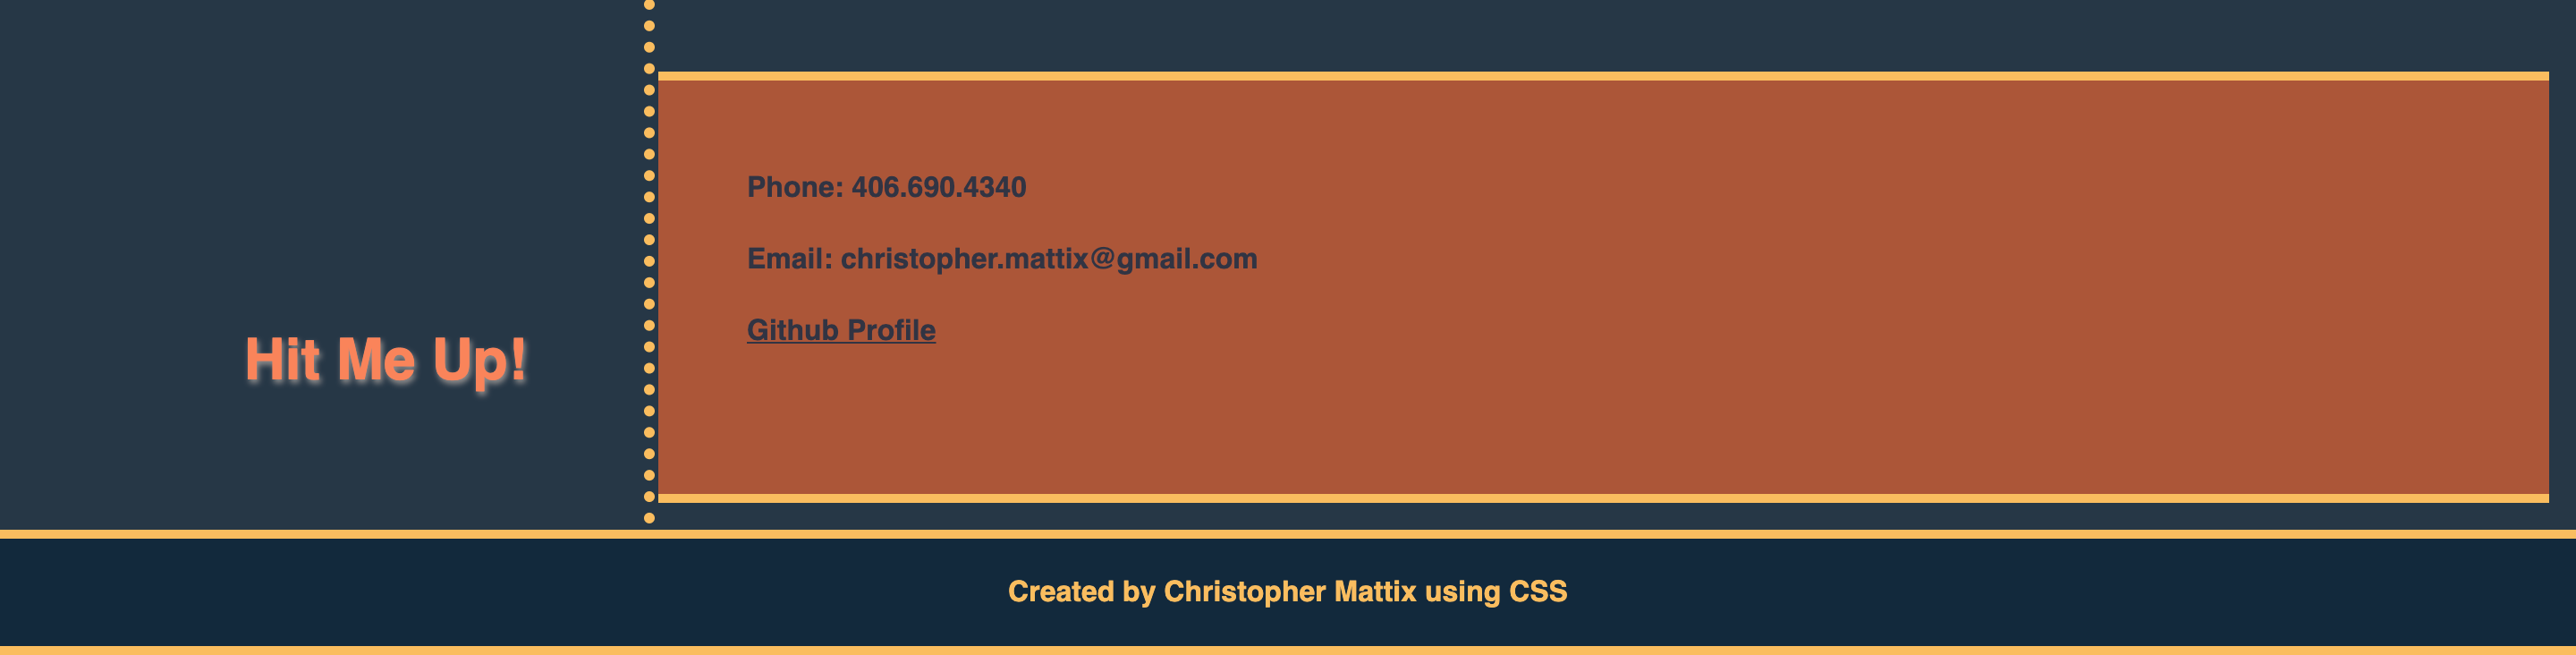 Hit Me Up!
Phone: 406.690.4340
Email: christopher.mattix@gmail.com
Github Profile
Created by Christopher Mattix using CSS